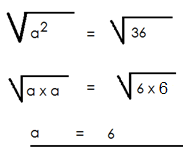 √a² = √36
√a x a = √6 x 6
a = 6